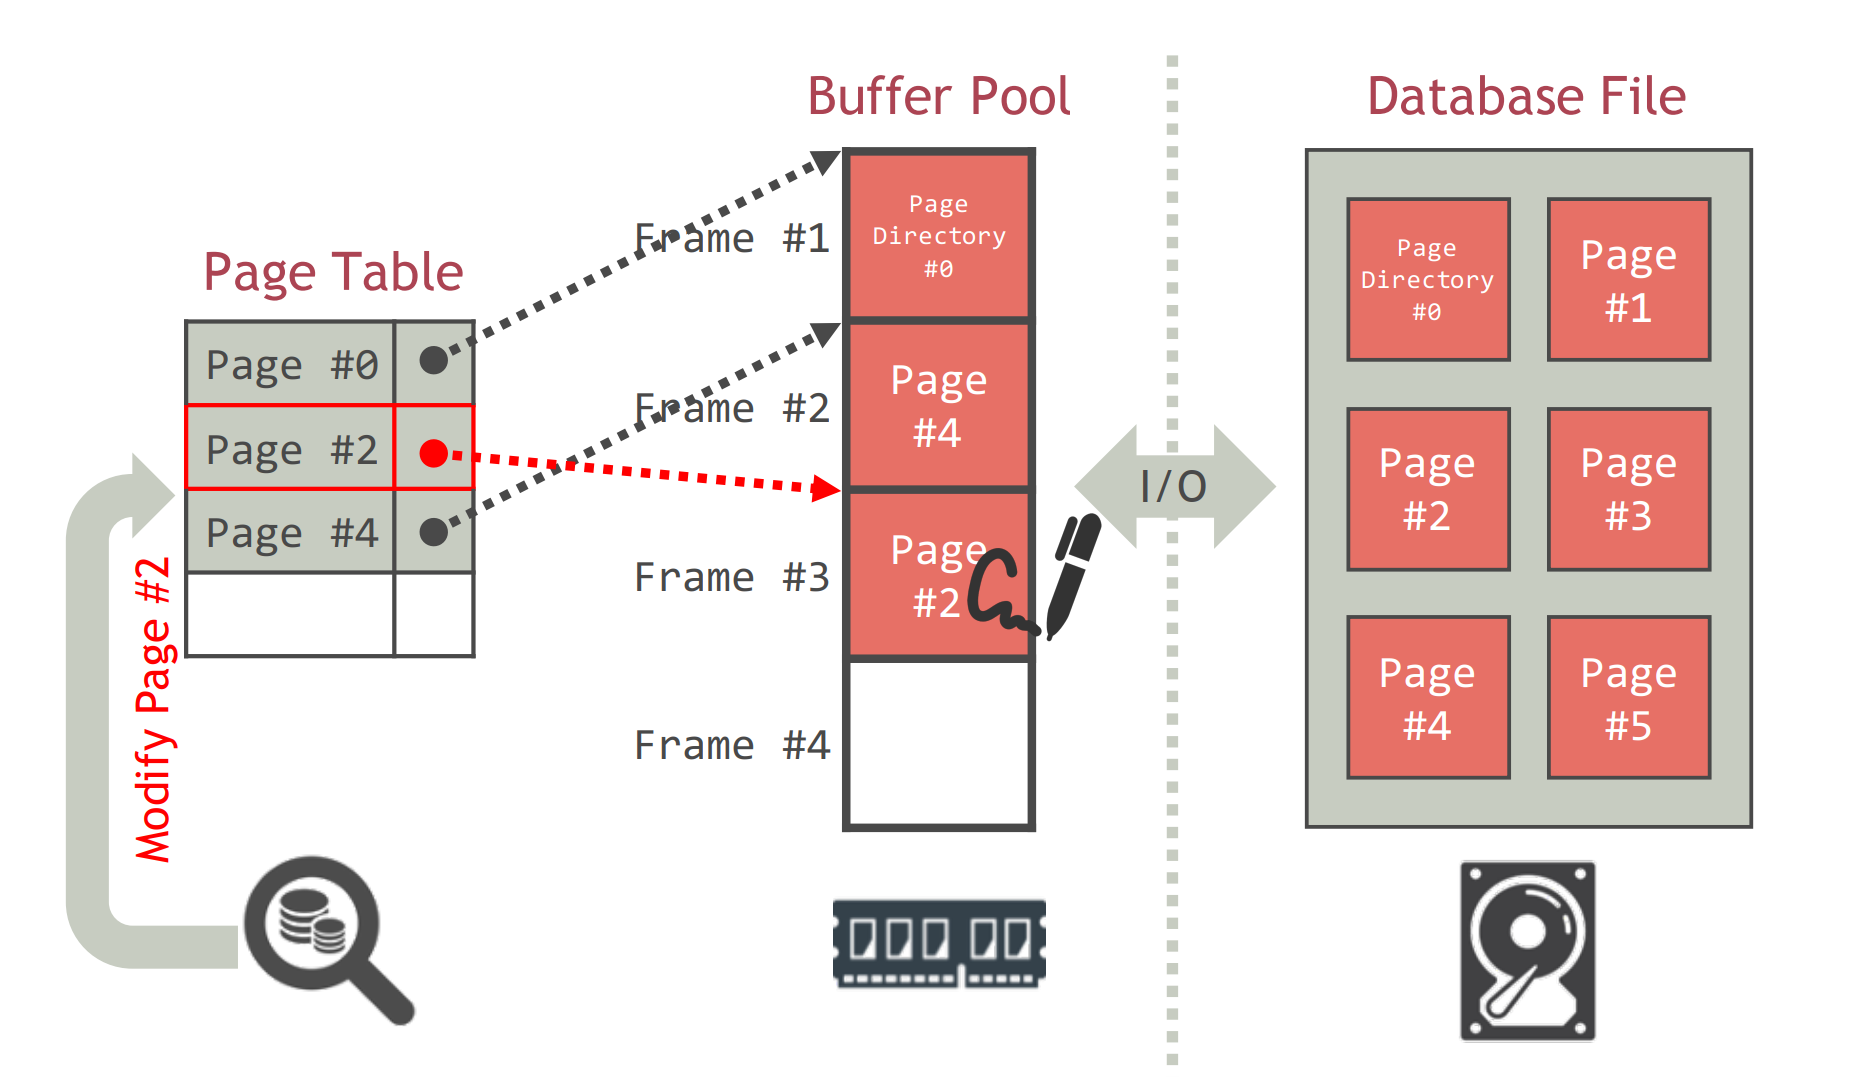 Buffer Pool
Database File
Page Table
Page #0
Page #2
Page #4
Modify Page #2
Frame #1
Frame #2
Frame #3
Frame #4
Page
Directory
#0
Page
#4
Page
#2
I/O
Page
Directory
#0
Page
#1
Page
#2
Page
#3
Page
#4
Page
#5